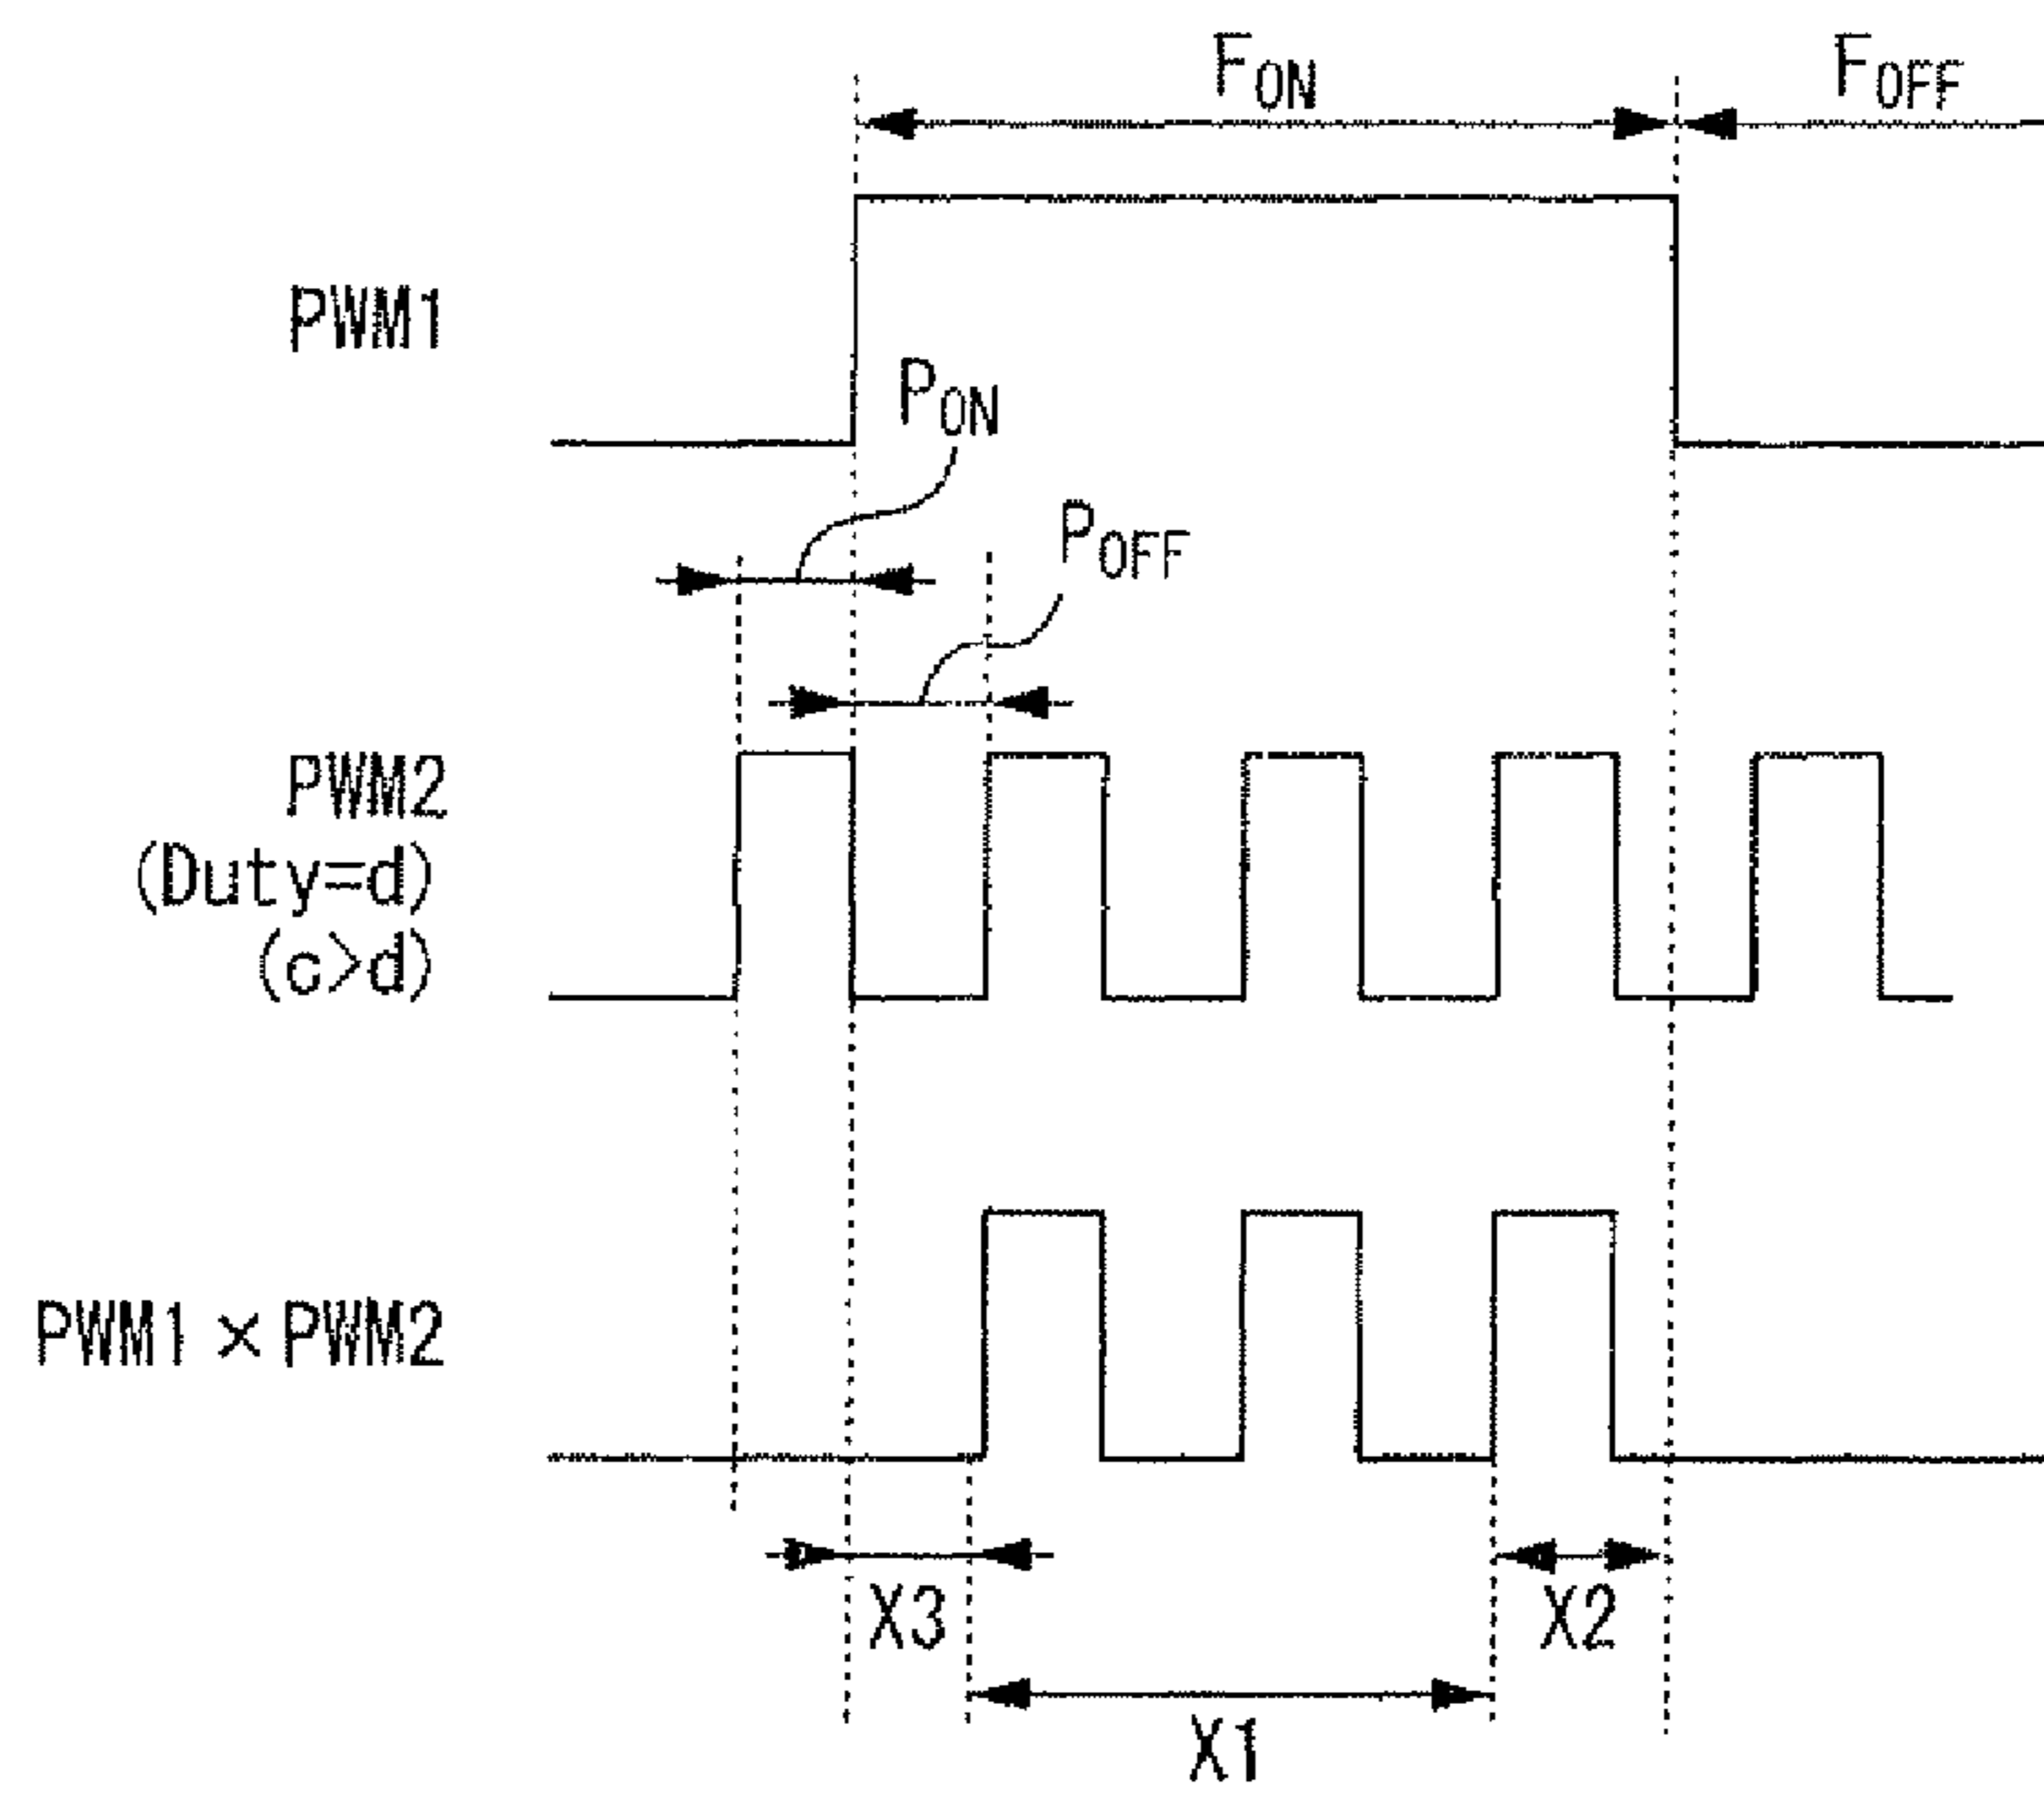 FON
FOFF
PWM1
PON
POFF
PWM2
(Duty=d)
(c>d)
PWM1 × PWM2
X3
X2
X1